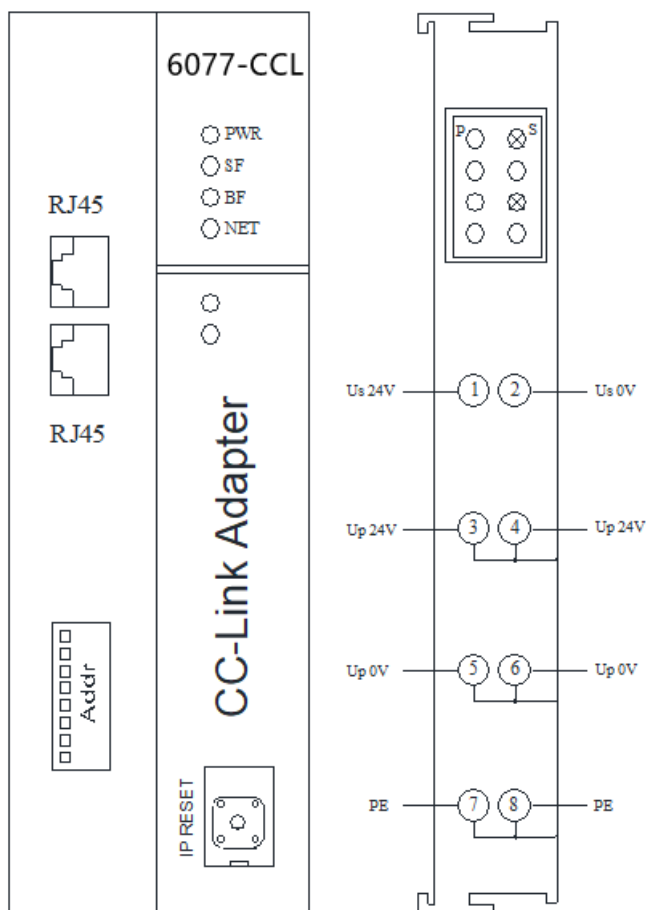 6077-CCL
PWR
SF
BF
NET
RJ45
RJ45
Addr
CC-Link Adapter
IP RESET
P S
Us 24V 1 2 Us 0V
Up 24V 3 4 Up 24V
Up 0V 5 6 Up 0V
PE 7 8 PE